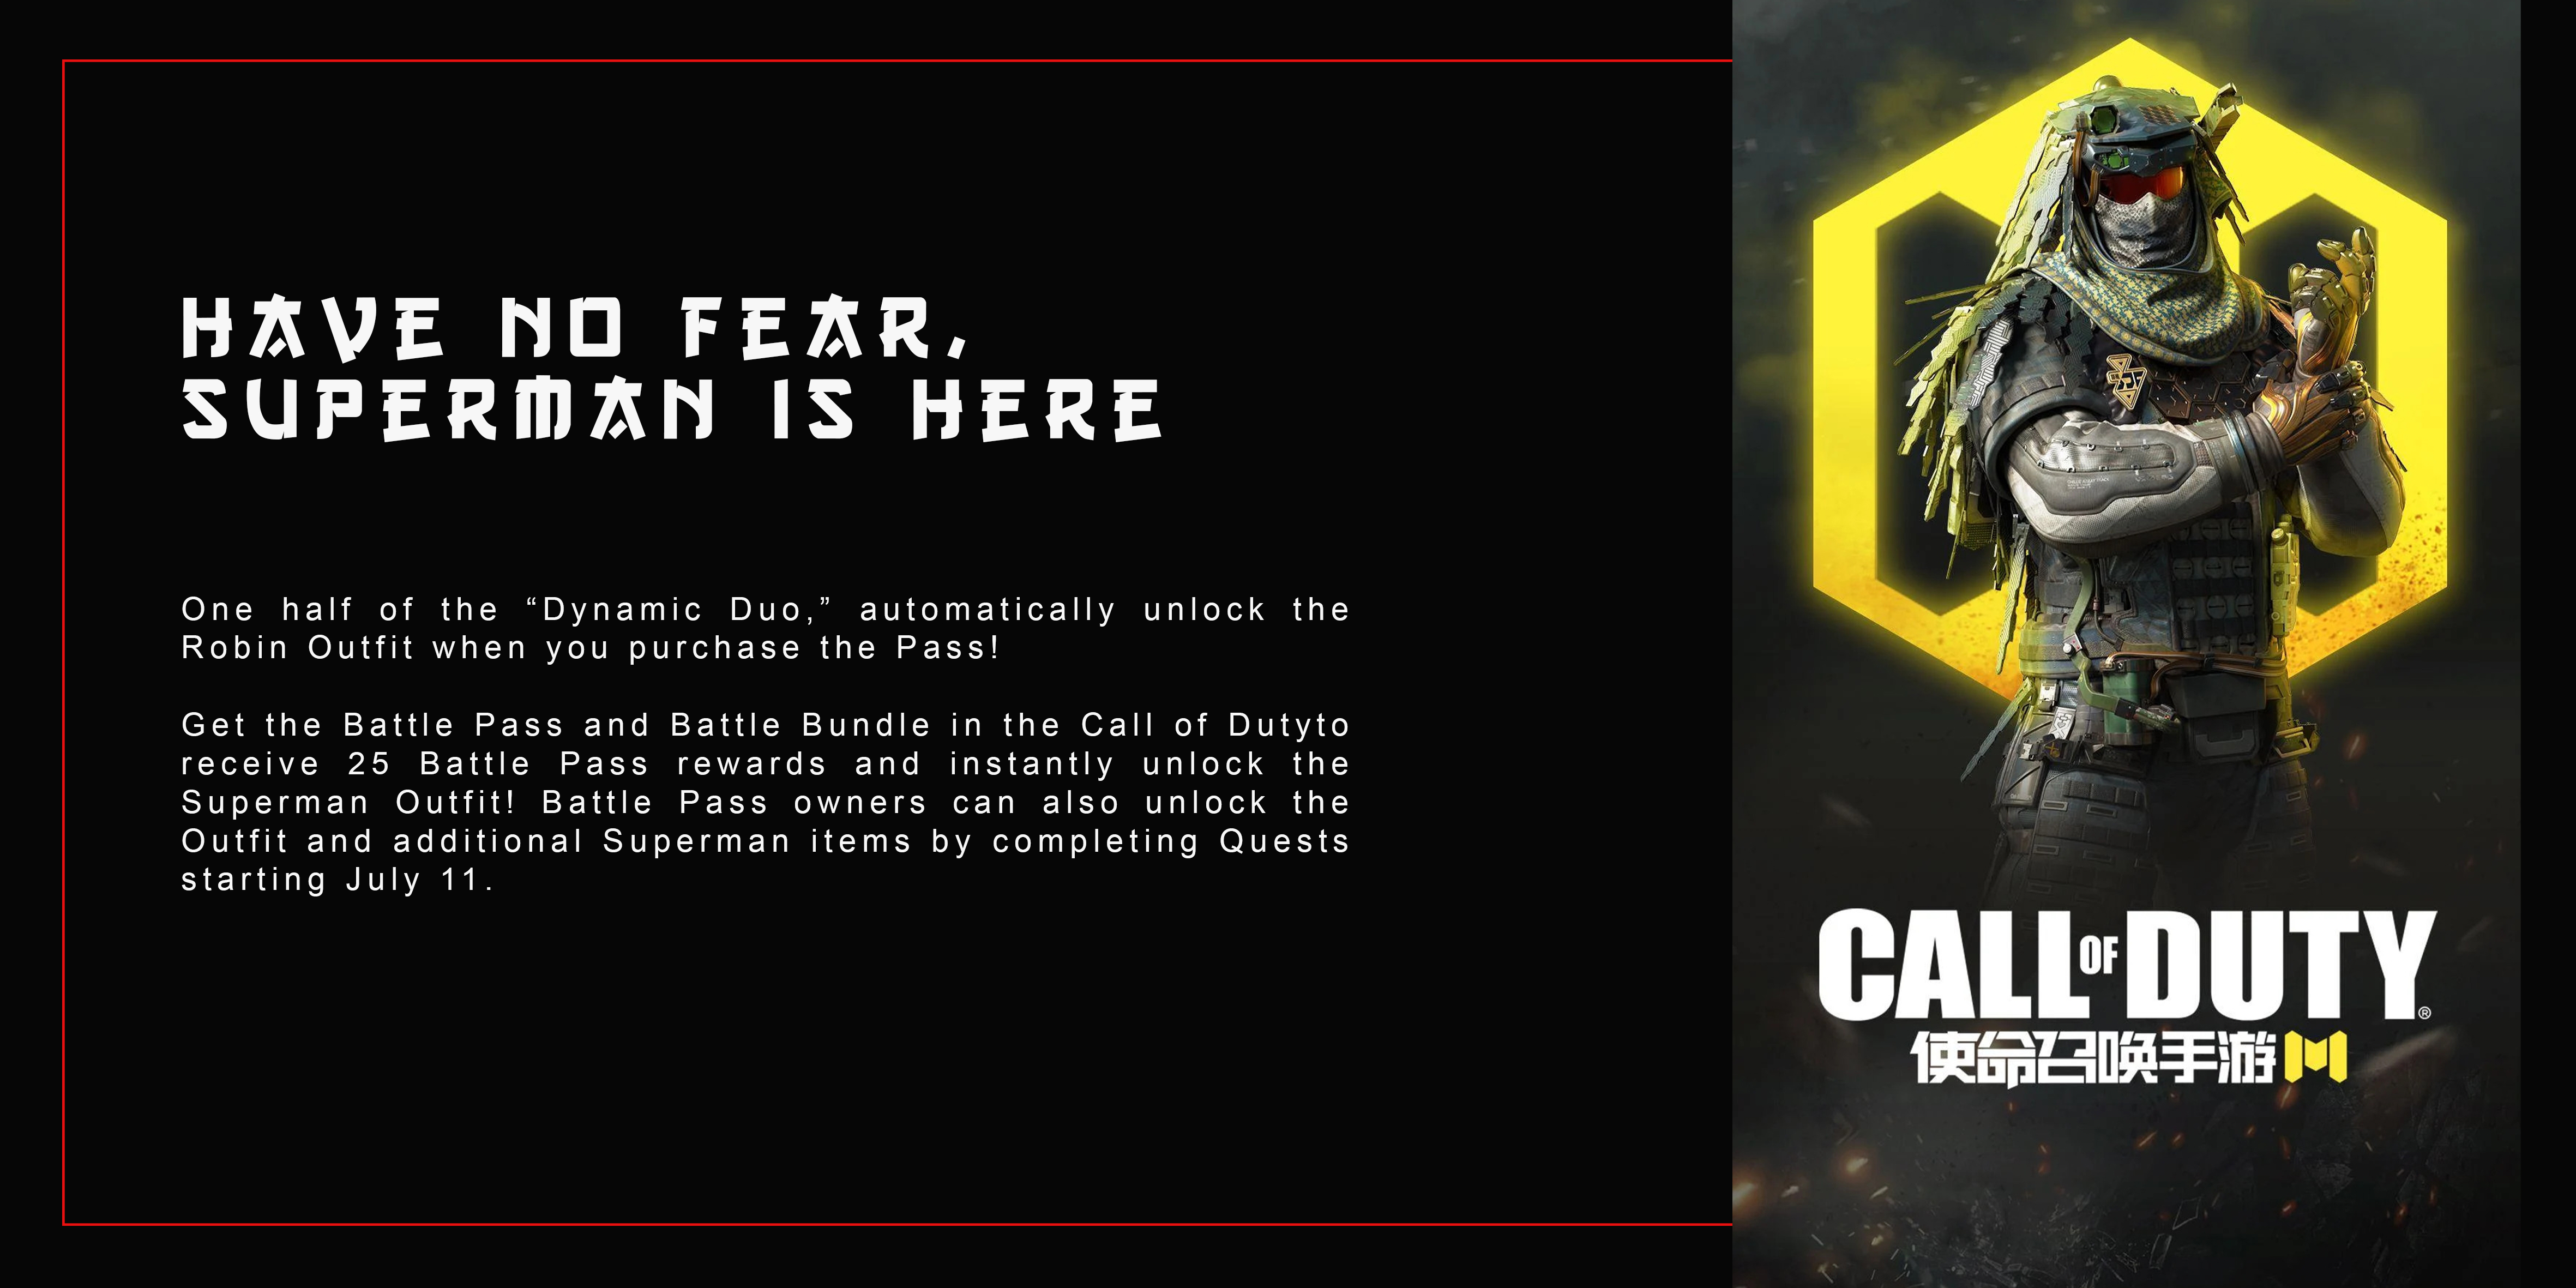 HAVE NO FEAR,
SUPERMAN IS HERE
One half of the “Dynamic Duo,” automatically unlock the
Robin Outfit when you purchase the Pass!
Get the Battle Pass and Battle Bundle in the Call of Dutyto
receive 25 Battle Pass rewards and instantly unlock the
Superman Outfit! Battle Pass owners can also unlock the
Outfit and additional Superman items by completing Quests
starting July 11.
CALL OF DUTY®
使命召唤手游